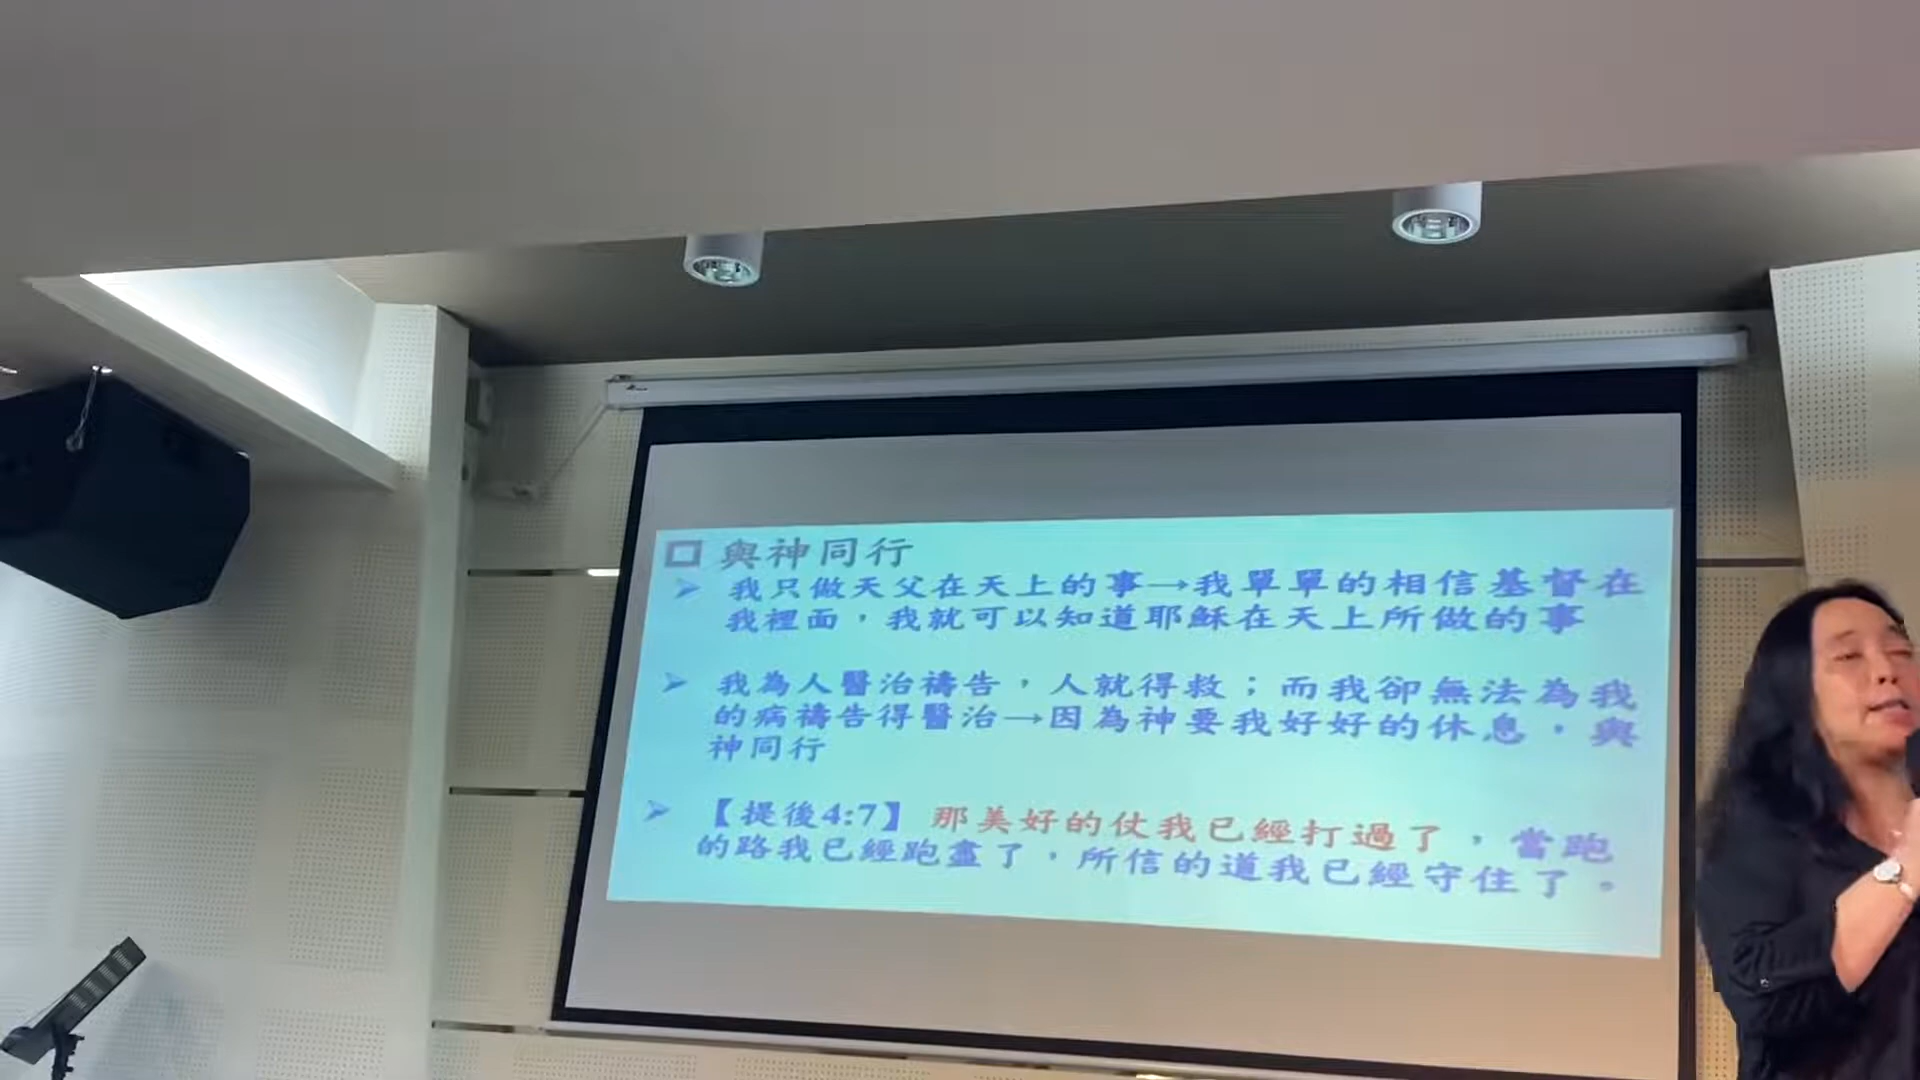 與神同行
我只做天父在天上的事→我單單的相信基督在
我裡面，我就可以知道耶穌在天上所做的事
我為人醫治禱告，人就得救；而我卻無法為我
的病禱告得醫治→因為神要我好好的休息，與
神同行
【提後4:7】 那美好的仗我已經打過了，當跑
的路我已經跑盡了，所信的道我已經守住了。